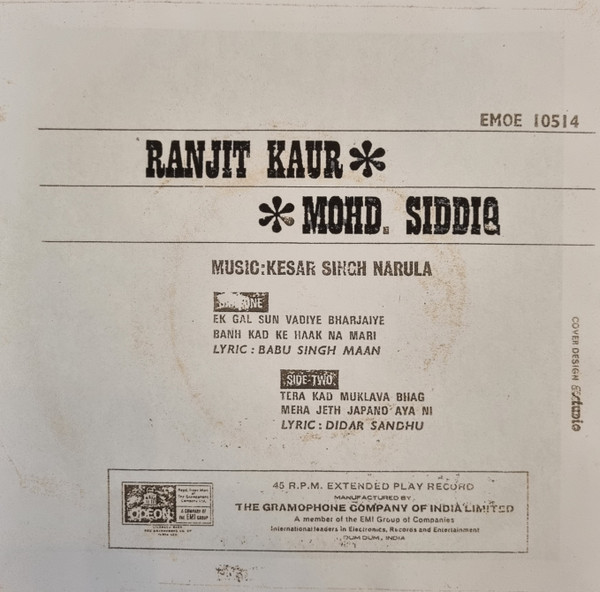 EMOE 10514
RANJIT KAUR *
* MOHD. SIDDIQ
MUSIC:KESAR SINGH NARULA
SIDE-ONE
EK GAL SUN VADIYE BHARJAIYE
BANH KAD KE HAAK NA MARI
LYRIC : BABU SINGH MAAN
SIDE-TWO
TERA KAD MUKLAVA BHAG
MERA JETH JAPANO AYA NI
LYRIC : DIDAR SANDHU
COVER DESIGN studio
ODEON
45 R.P.M. EXTENDED PLAY RECORD
MANUFACTURED BY
THE GRAMOPHONE COMPANY OF INDIA LIMITED
A member of the EMI Group of Companies
International leaders in Electronics, Records and Entertainment
DUM DUM, INDIA